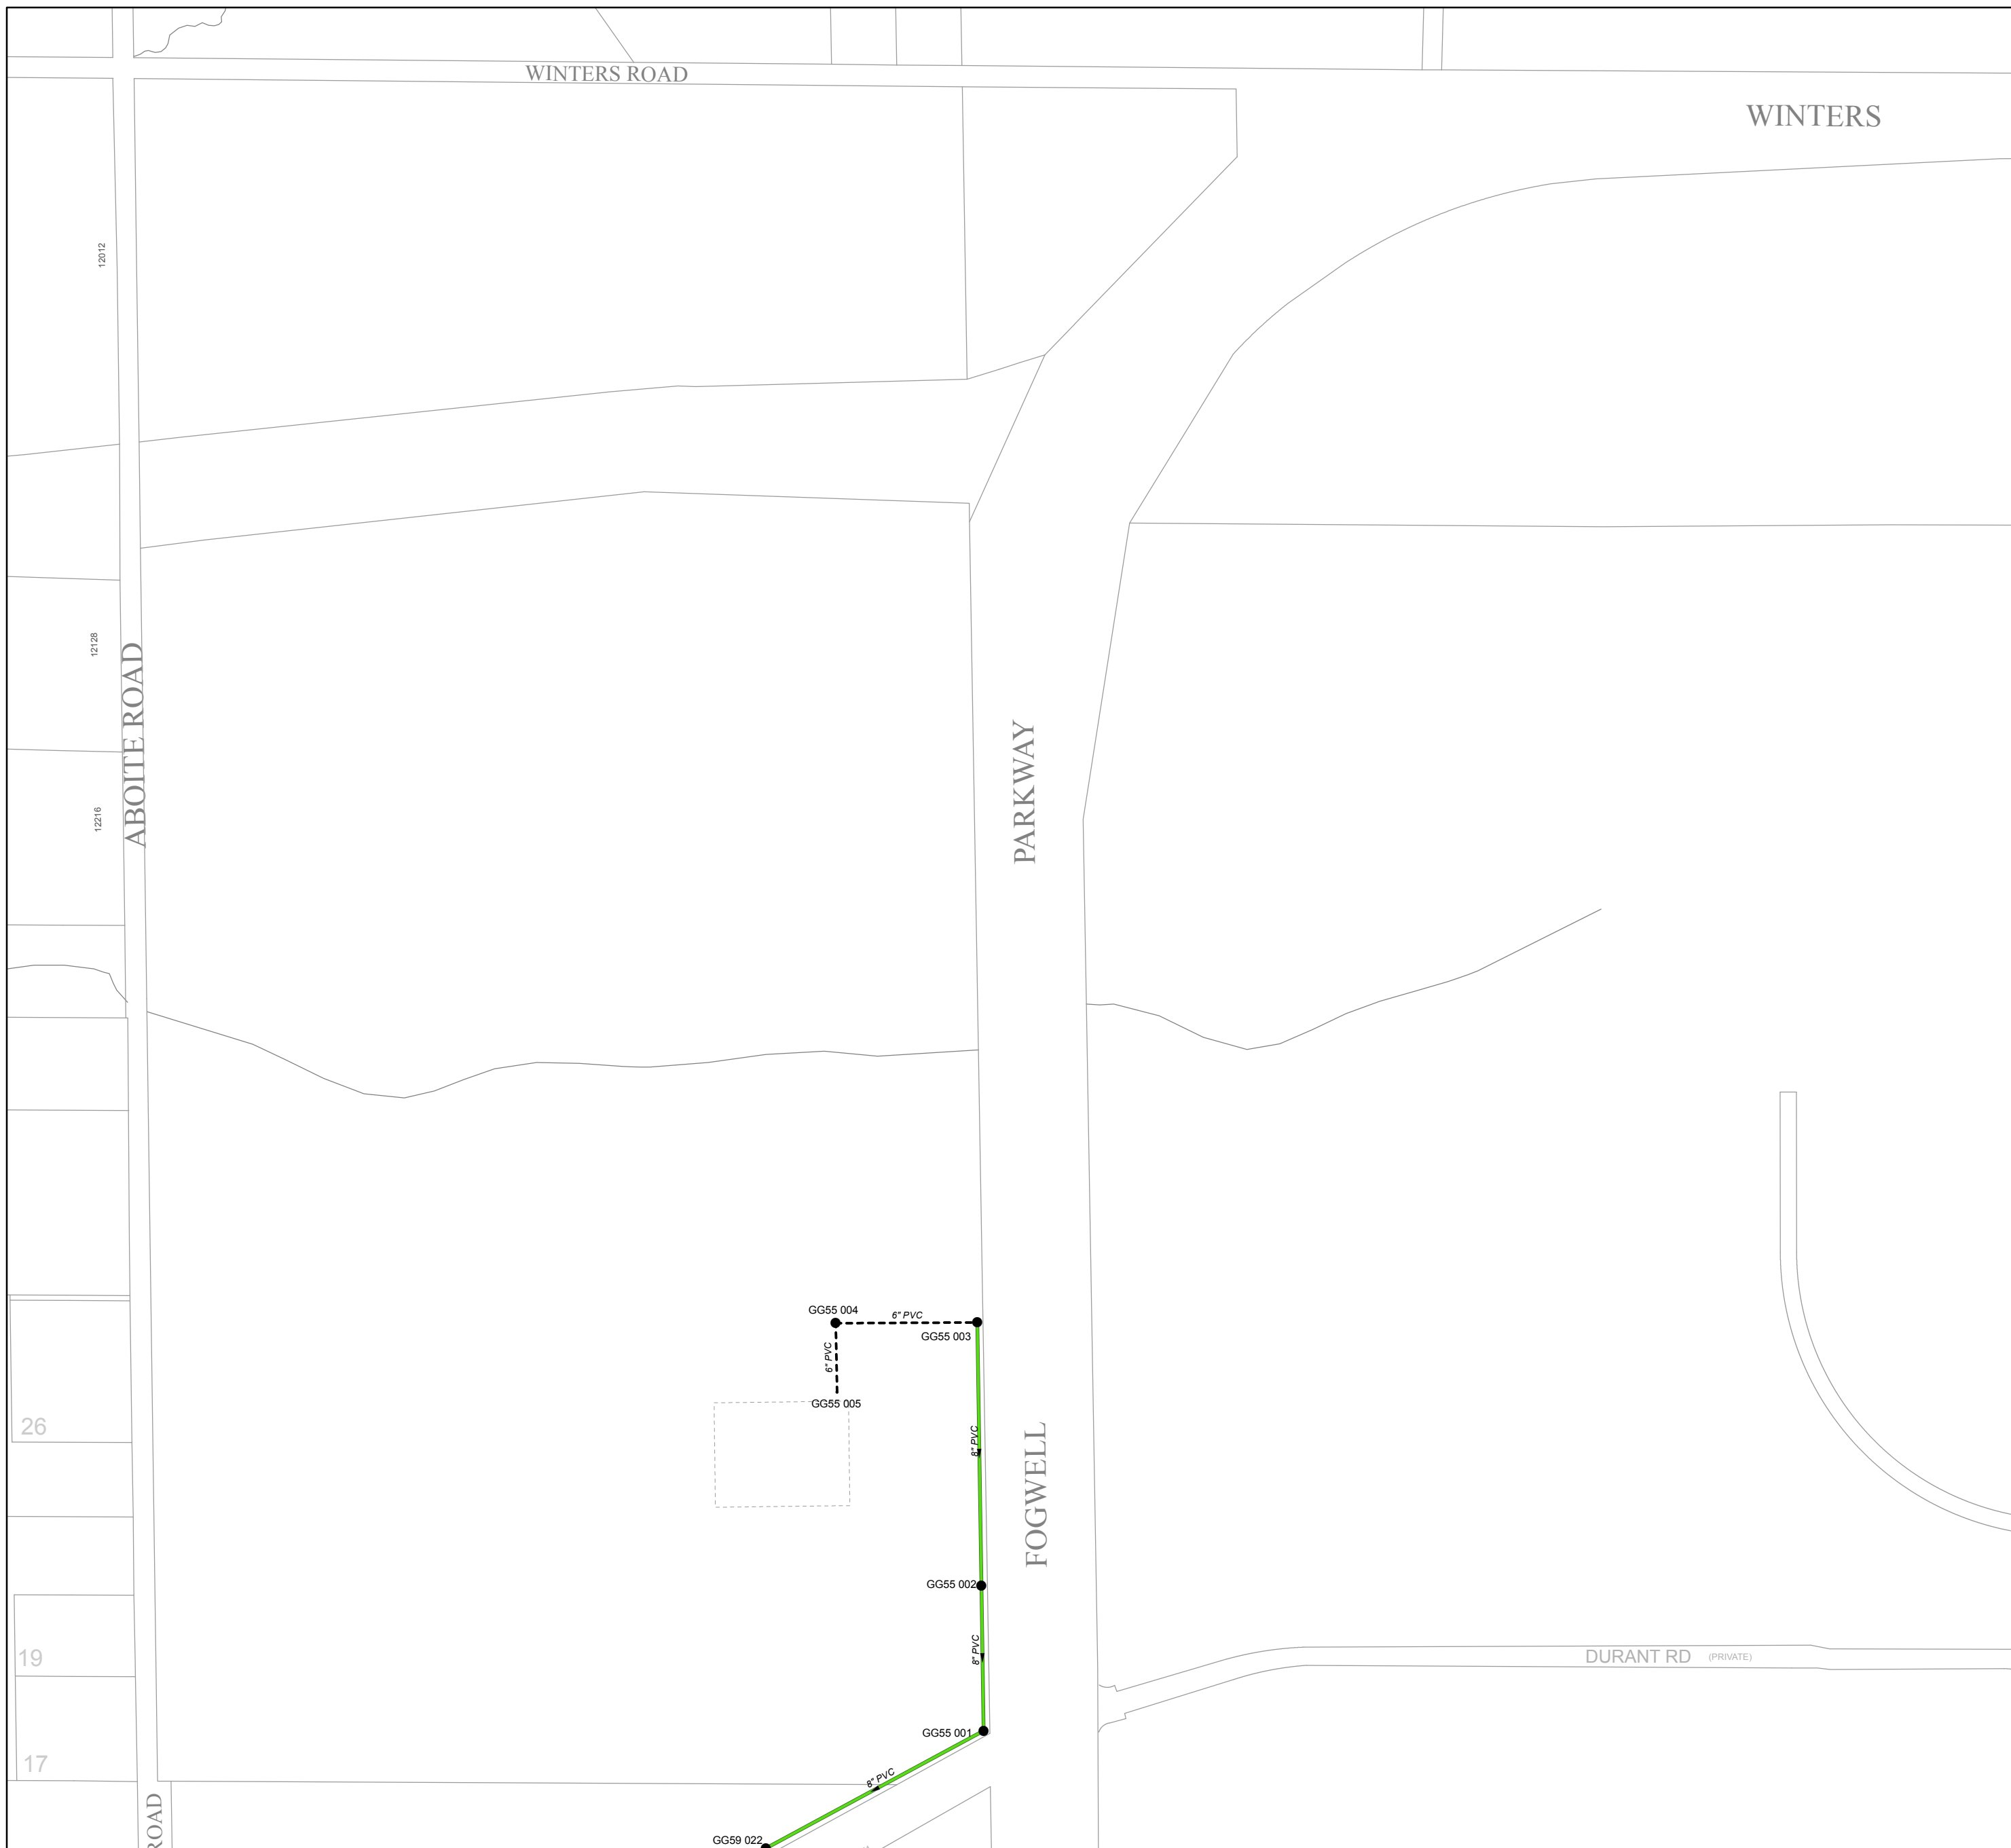 WINTERS ROAD
WINTERS
12012
12128
ABOITE ROAD
PARKWAY
12216
GG55 004
6" PVC
GG55 003
6" PVC
GG55 005
26
8" PVC
FOGWELL
GG55 002
8" PVC
19
DURANT RD (PRIVATE)
GG55 001
17
8" PVC
ROAD
GG59 022